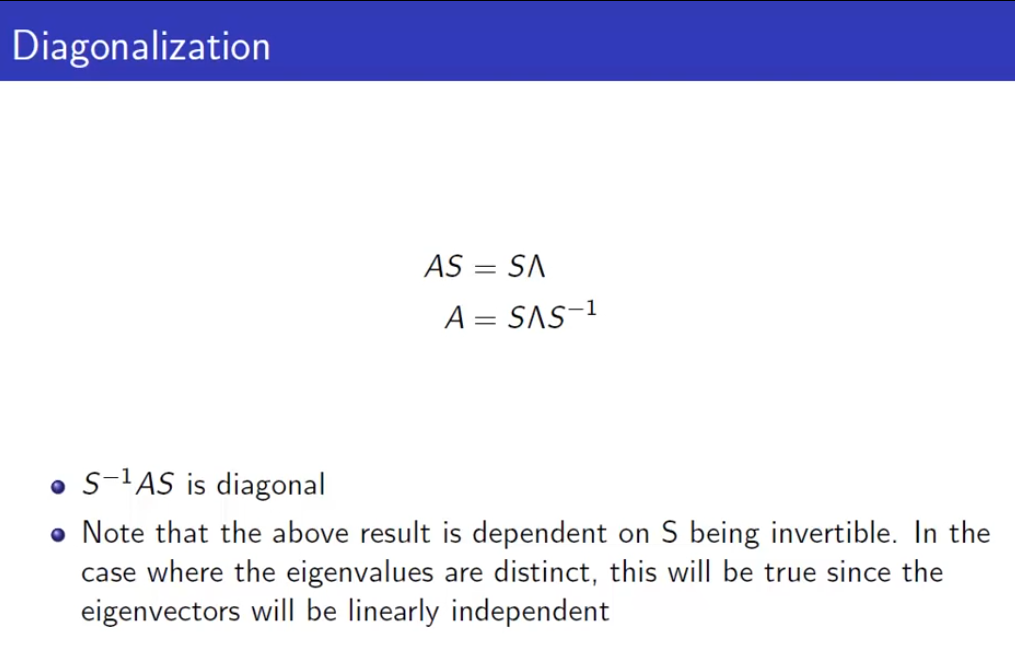 Diagonalization
AS = SΛ
A = SΛS⁻¹
S⁻¹AS is diagonal
Note that the above result is dependent on S being invertible. In the
case where the eigenvalues are distinct, this will be true since the
eigenvectors will be linearly independent